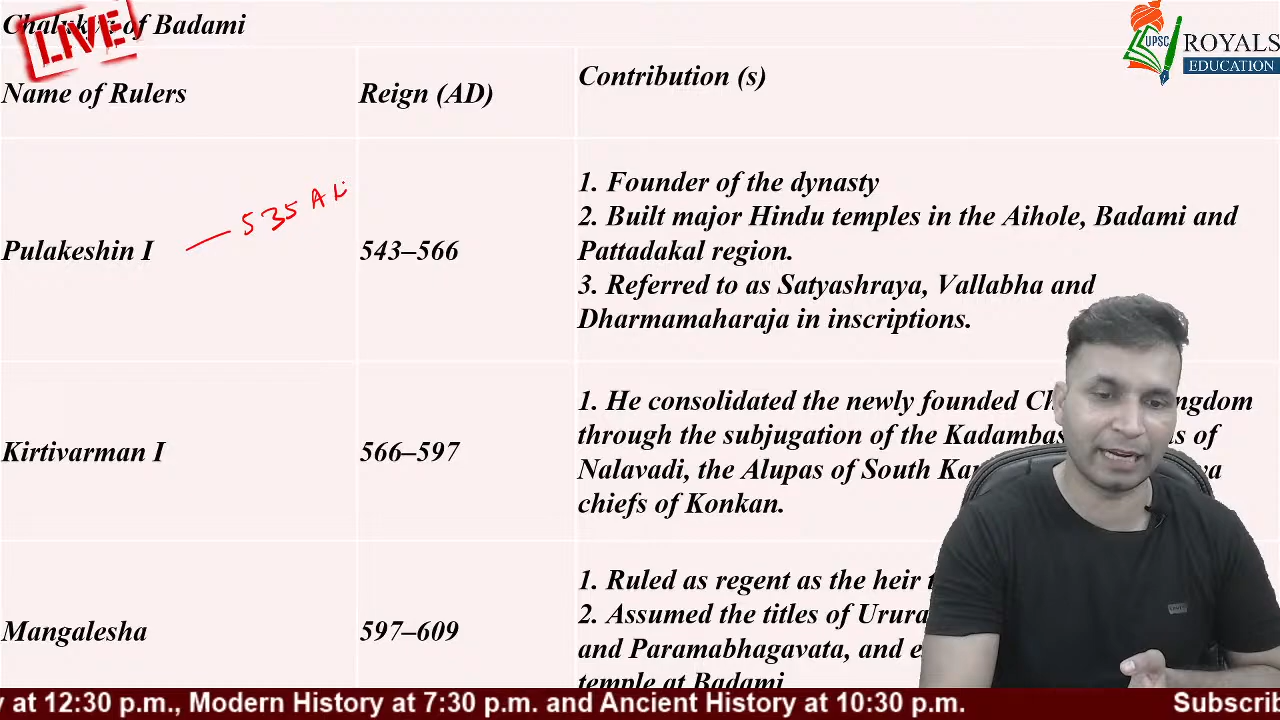 Chalukya of Badami
LIVE
UPSC
ROYALS
EDUCATION
Name of Rulers
Reign (AD)
Contribution (s)
535 A
Pulakeshin I
543–566
1. Founder of the dynasty
2. Built major Hindu temples in the Aihole, Badami and
Pattadakal region.
3. Referred to as Satyashraya, Vallabha and
Dharmamaharaja in inscriptions.
Kirtivarman I
566–597
1. He consolidated the newly founded ngdom
through the subjugation of the Kadambas of
Nalavadi, the Alupas of South
chiefs of Konkan.
Mangalesha
597–609
1. Ruled as regent as the heir
2. Assumed the titles of
and Paramabhagavata, and
temple at Badami
at 12:30 p.m., Modern History at 7:30 p.m. and Ancient History at 10:30 p.m.
Subscrib